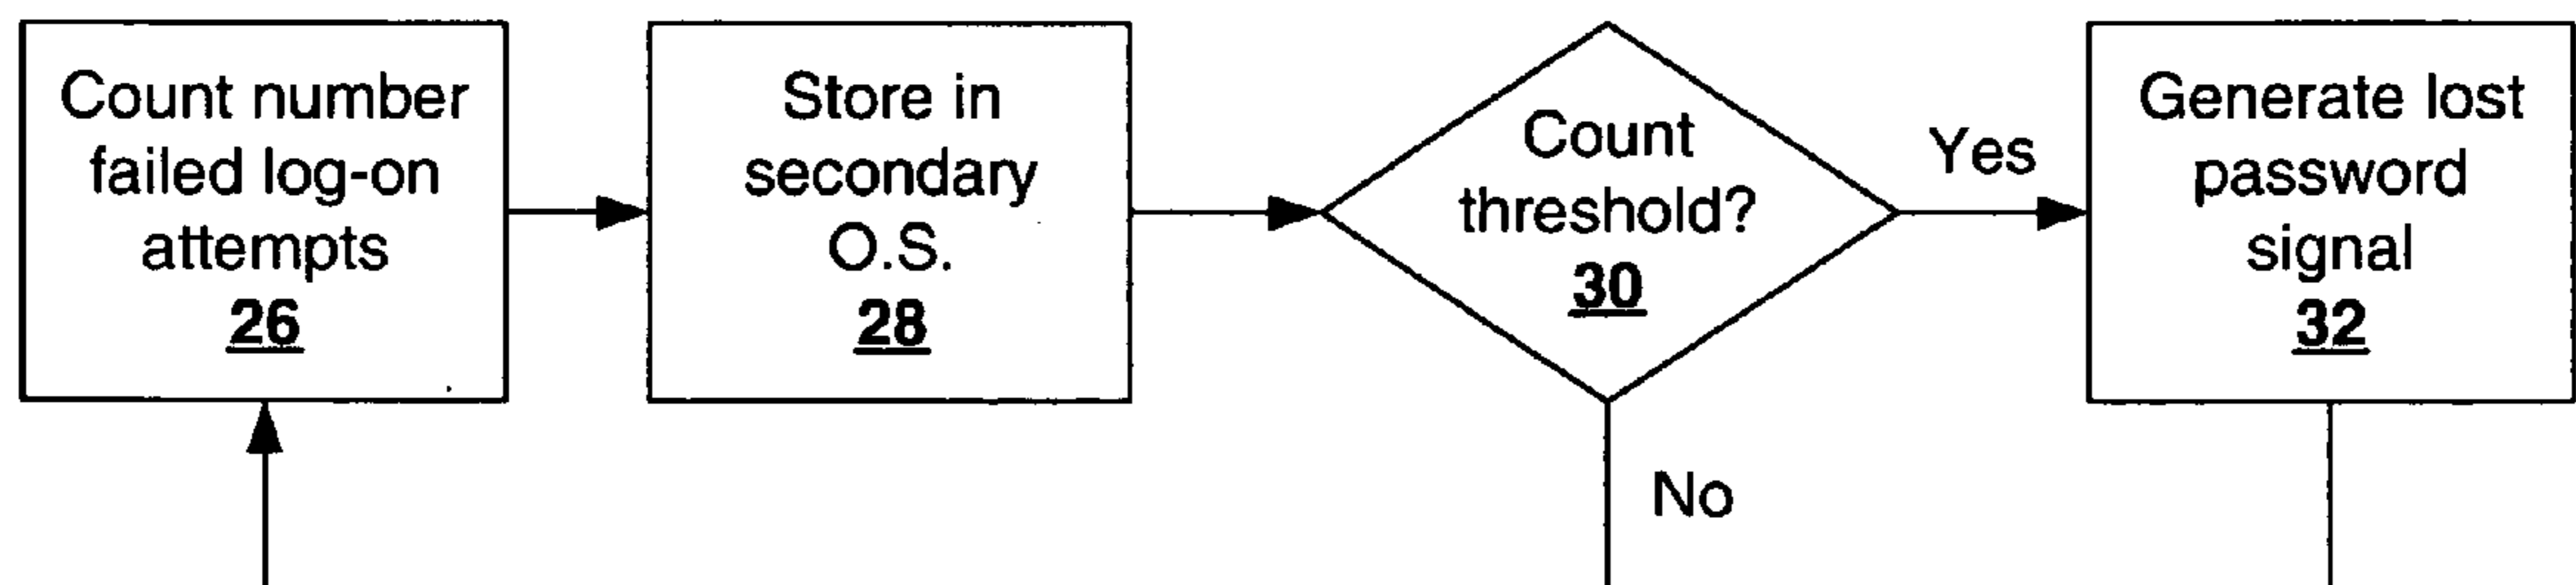 Count number
failed log-on
attempts
26
Store in
secondary
O.S.
28
Count
threshold?
30
Yes
Generate lost
password
signal
32
No